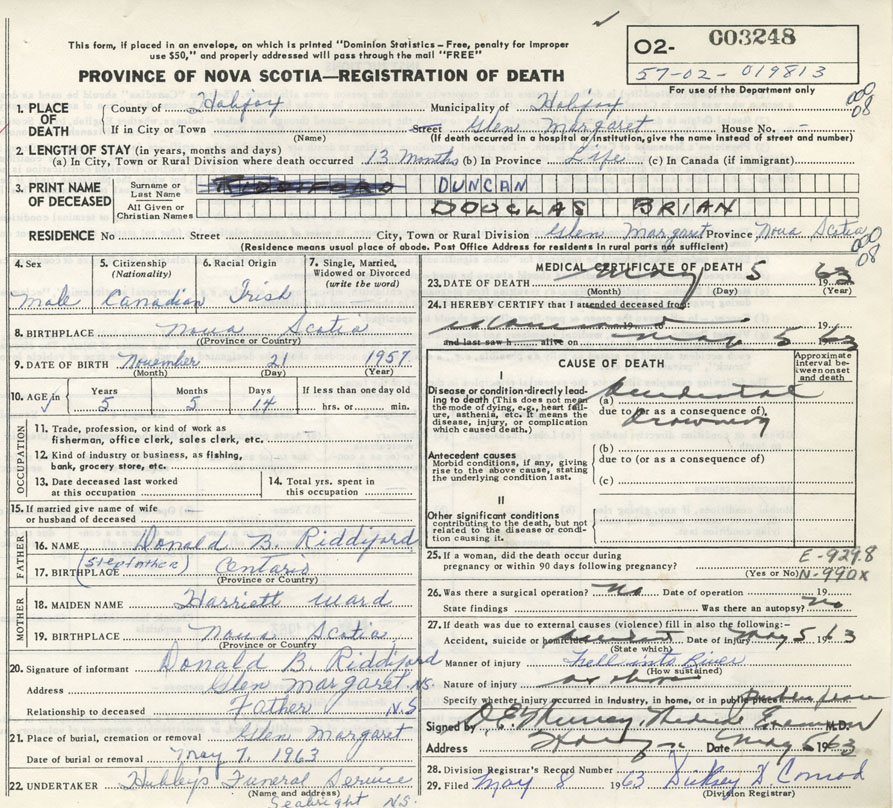 This form, if placed in an envelope, on which is printed "Dominion Statistics – Free, penalty for improper
use $50," and properly addressed will pass through the mail "FREE"
PROVINCE OF NOVA SCOTIA—REGISTRATION OF DEATH
02- 003248
57-02-019813
For use of the Department only
1. PLACE OF DEATH
County of Halifax Municipality of Halifax
If in City or Town (Name) Street Glen Margaret House No. -
(If death occurred in a hospital or institution, give the name instead of street and number)
000
08
2. LENGTH OF STAY (in years, months and days)
(a) In City, Town or Rural Division where death occurred 13 Months (b) In Province Life (c) In Canada (if immigrant)
3. PRINT NAME OF DECEASED
Surname or Last Name RIDDIFORD DUNCAN
All Given or Christian Names DOUGLAS BRIAN
RESIDENCE No Street City, Town or Rural Division Glen Margaret Province Nova Scotia
(Residence means usual place of abode. Post Office Address for residents in rural parts not sufficient)
000
08
4. Sex
Male
5. Citizenship (Nationality)
Canadian
6. Racial Origin
Irish
7. Single, Married, Widowed or Divorced (write the word)
8. BIRTHPLACE Nova Scotia
(Province or Country)
9. DATE OF BIRTH November 21 1957
(Month) (Day) (Year)
10. AGE in Years 5 Months 5 Days 14 If less than one day old
hrs. or min.
OCCUPATION
11. Trade, profession, or kind of work as
fisherman, office clerk, sales clerk, etc.
12. Kind of industry or business, as fishing,
bank, grocery store, etc.
13. Date deceased last worked
at this occupation
14. Total yrs. spent in
this occupation
15. If married give name of wife
or husband of deceased
FATHER
16. NAME Donald B. Riddiford
(Stepfather)
17. BIRTHPLACE Ontario
(Province or Country)
MOTHER
18. MAIDEN NAME Harriett Ward
19. BIRTHPLACE Nova Scotia
(Province or Country)
20. Signature of informant Donald B. Riddiford
Address Glen Margaret N.S.
Relationship to deceased Father N.S
21. Place of burial, cremation or removal Glen Margaret
Date of burial or removal May 7, 1963
22. UNDERTAKER Hubley's Funeral Service
(Name and address)
Seabright N.S.
MEDICAL CERTIFICATE OF DEATH
23. DATE OF DEATH May 5 1963
(Month) (Day) (Year)
24. I HEREBY CERTIFY that I attended deceased from:
19 to
and last saw h alive on May 5 1963
CAUSE OF DEATH
Approximate interval between onset and death
I
Disease or condition directly leading to death (This does not mean
the mode of dying, e.g., heart failure, asthenia, etc. It means the
disease, injury, or complication
which caused death.)
(a) Accidental
due to (or as a consequence of)
Drowning
Antecedent causes
Morbid conditions, if any, giving
rise to the above cause, stating
the underlying condition last.
(b)
due to (or as a consequence of)
(c)
II
Other significant conditions
contributing to the death, but not
related to the disease or condition causing it.
25. If a woman, did the death occur during
pregnancy or within 90 days following pregnancy?
(Yes or No)
E-929.8
N-990X
26. Was there a surgical operation? No Date of operation 19
State findings Was there an autopsy? No
27. If death was due to external causes (violence) fill in also the following:-
Accident, suicide or homicide Accident Date of injury May 5 1963
(State which)
Manner of injury Fell into River
(How sustained)
Nature of injury as above
Specify whether injury occurred in Industry, in home, or in public place
Signed by D.E. Murray, Medical Examiner M.D.
Address Date May 6 1963
28. Division Registrar's Record Number
29. Filed May 8 1963
(Division Registrar)